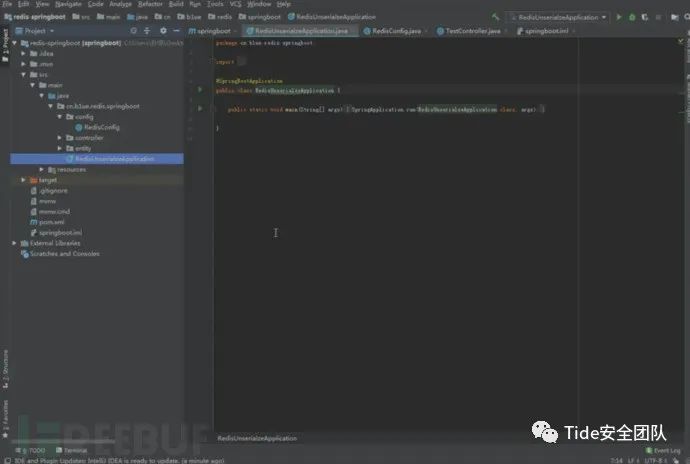 File Edit View Navigate Code Analyze Refactor Build Run Tools VCS Window Help
redis-springboot src main java cn b1ue redis springboot RedisUnserializeApplication
RedisUnserializeApplication
Project
springboot RedisUnserializeApplication.java RedisConfig.java TestController.java springboot.iml
1: Project
redis-springboot [springboot]
.idea
.mvn
src
main
java
cn.b1ue.redis.springboot
config
RedisConfig
controller
entity
RedisUnserializeApplication
resources
target
.gitignore
mvnw
mvnw.cmd
pom.xml
springboot.iml
External Libraries
Scratches and Consoles
package cn.b1ue.redis.springboot;
import ...
@SpringBootApplication
public class RedisUnserializeApplication {
public static void main(String[] args) { SpringApplication.run(RedisUnserializeApplication.class, args); }
}
Z: Structure
2: Favorites
REEBUF
RedisUnserializeApplication
Tide安全团队
6: TODO Terminal
Event Log
IDE and Plugin Updates: IntelliJ IDEA is ready to update. (a minute ago)
7:14 LF UTF-8